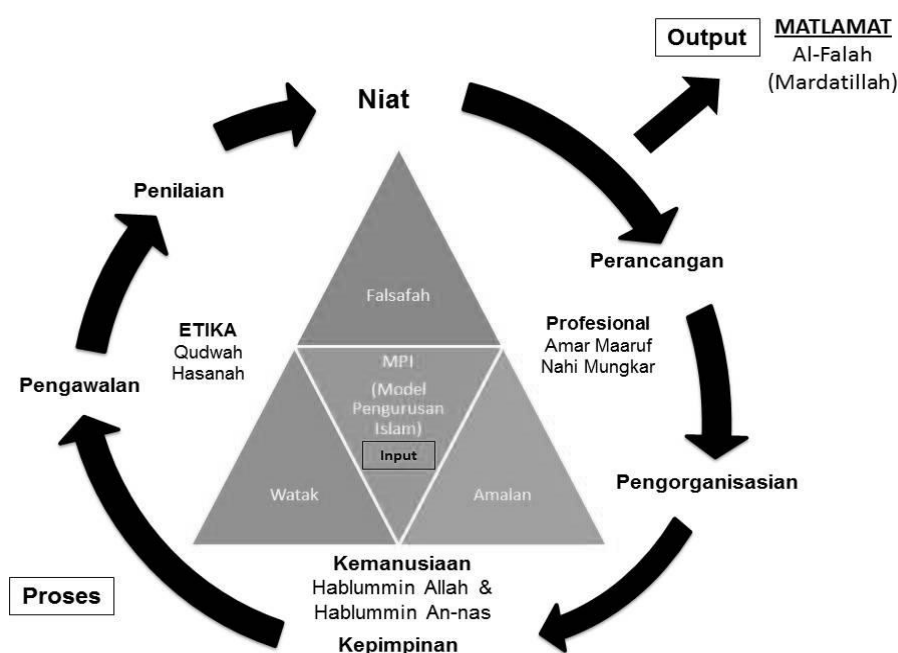 Output
MATLAMAT
Al-Falah
(Mardatillah)
Niat
Penilaian
Perancangan
Falsafah
ETIKA
Qudwah
Hasanah
Profesional
Amar Maaruf
Nahi Mungkar
MPI
(Model
Pengurusan
Islam)
Input
Pengawalan
Watak
Amalan
Pengorganisasian
Kemanusiaan
Hablummin Allah &
Hablummin An-nas
Proses
Kepimpinan